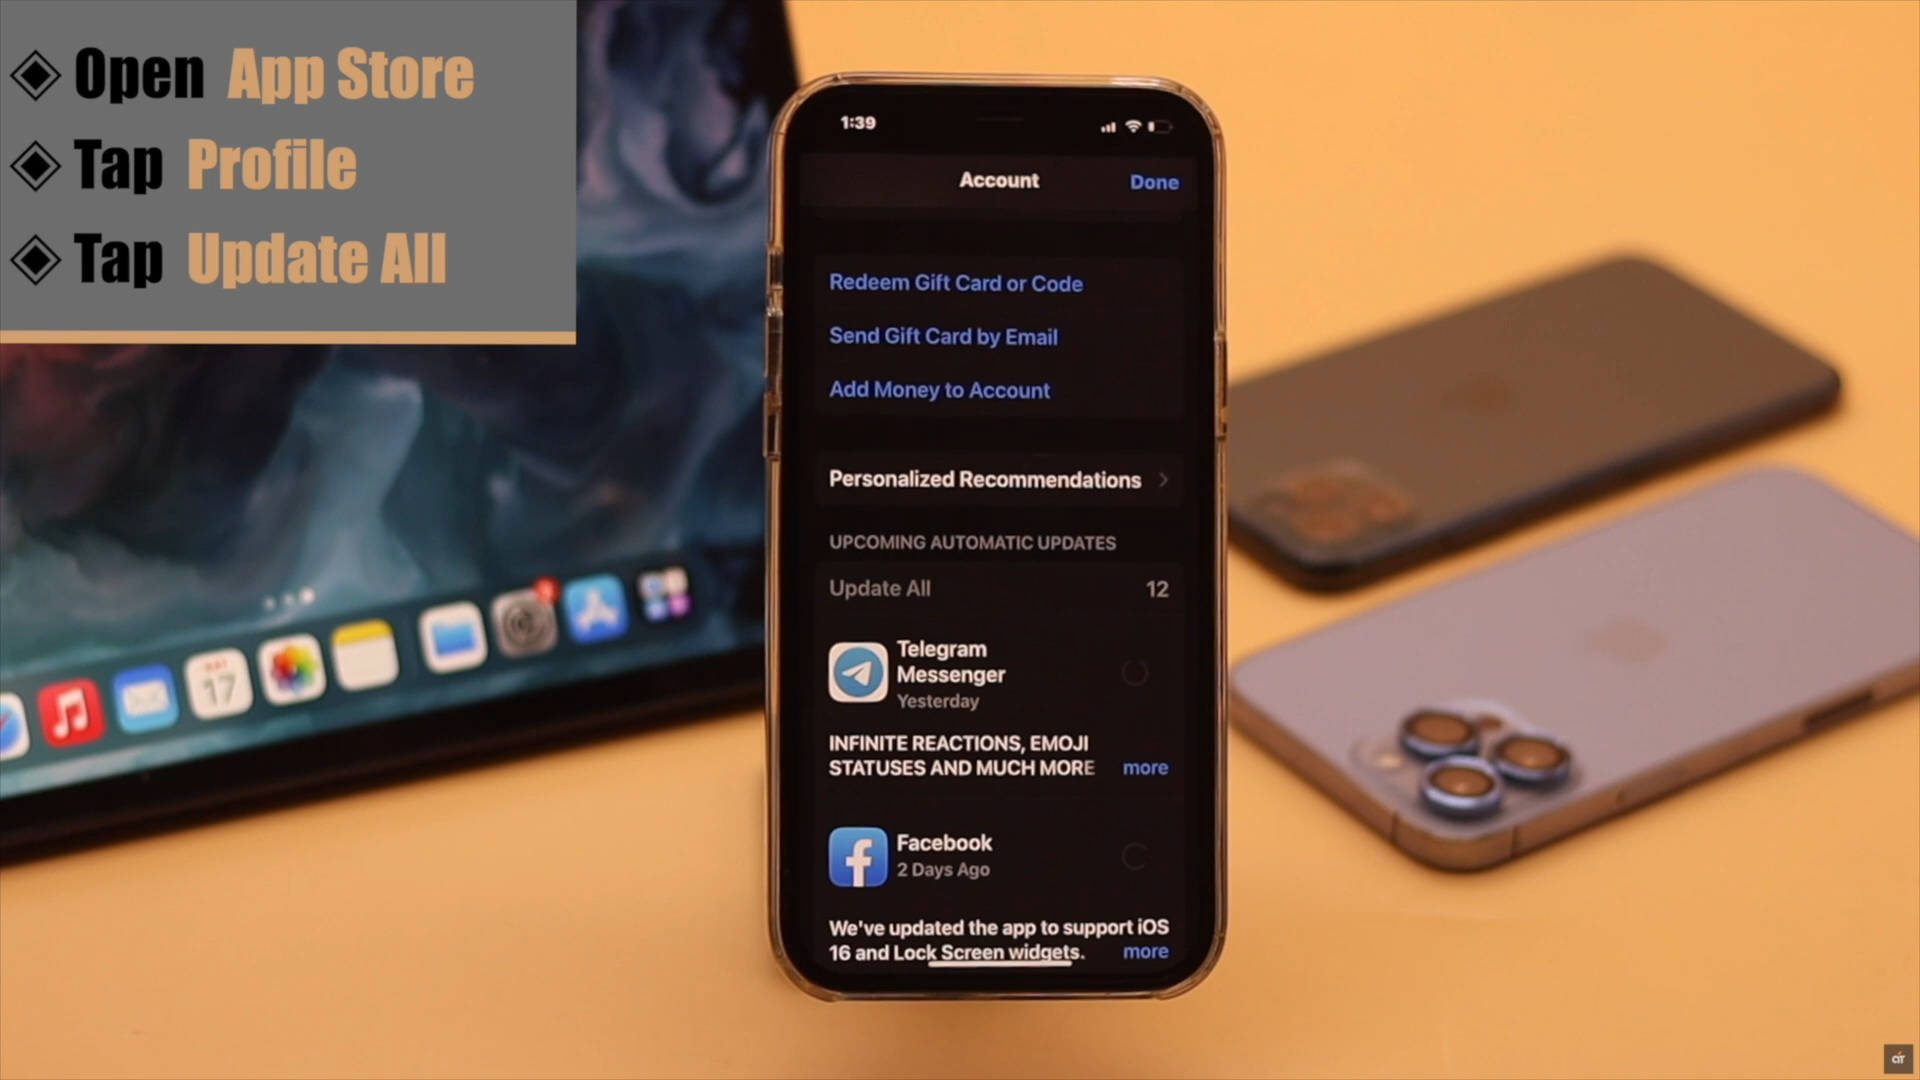 Open App Store
Tap Profile
Tap Update All
1:39
Account
Done
Redeem Gift Card or Code
Send Gift Card by Email
Add Money to Account
Personalized Recommendations
UPCOMING AUTOMATIC UPDATES
Update All
12
Telegram
Messenger
Yesterday
INFINITE REACTIONS, EMOJI
STATUSES AND MUCH MORE
more
Facebook
2 Days Ago
We've updated the app to support iOS
16 and Lock Screen widgets.
more
17